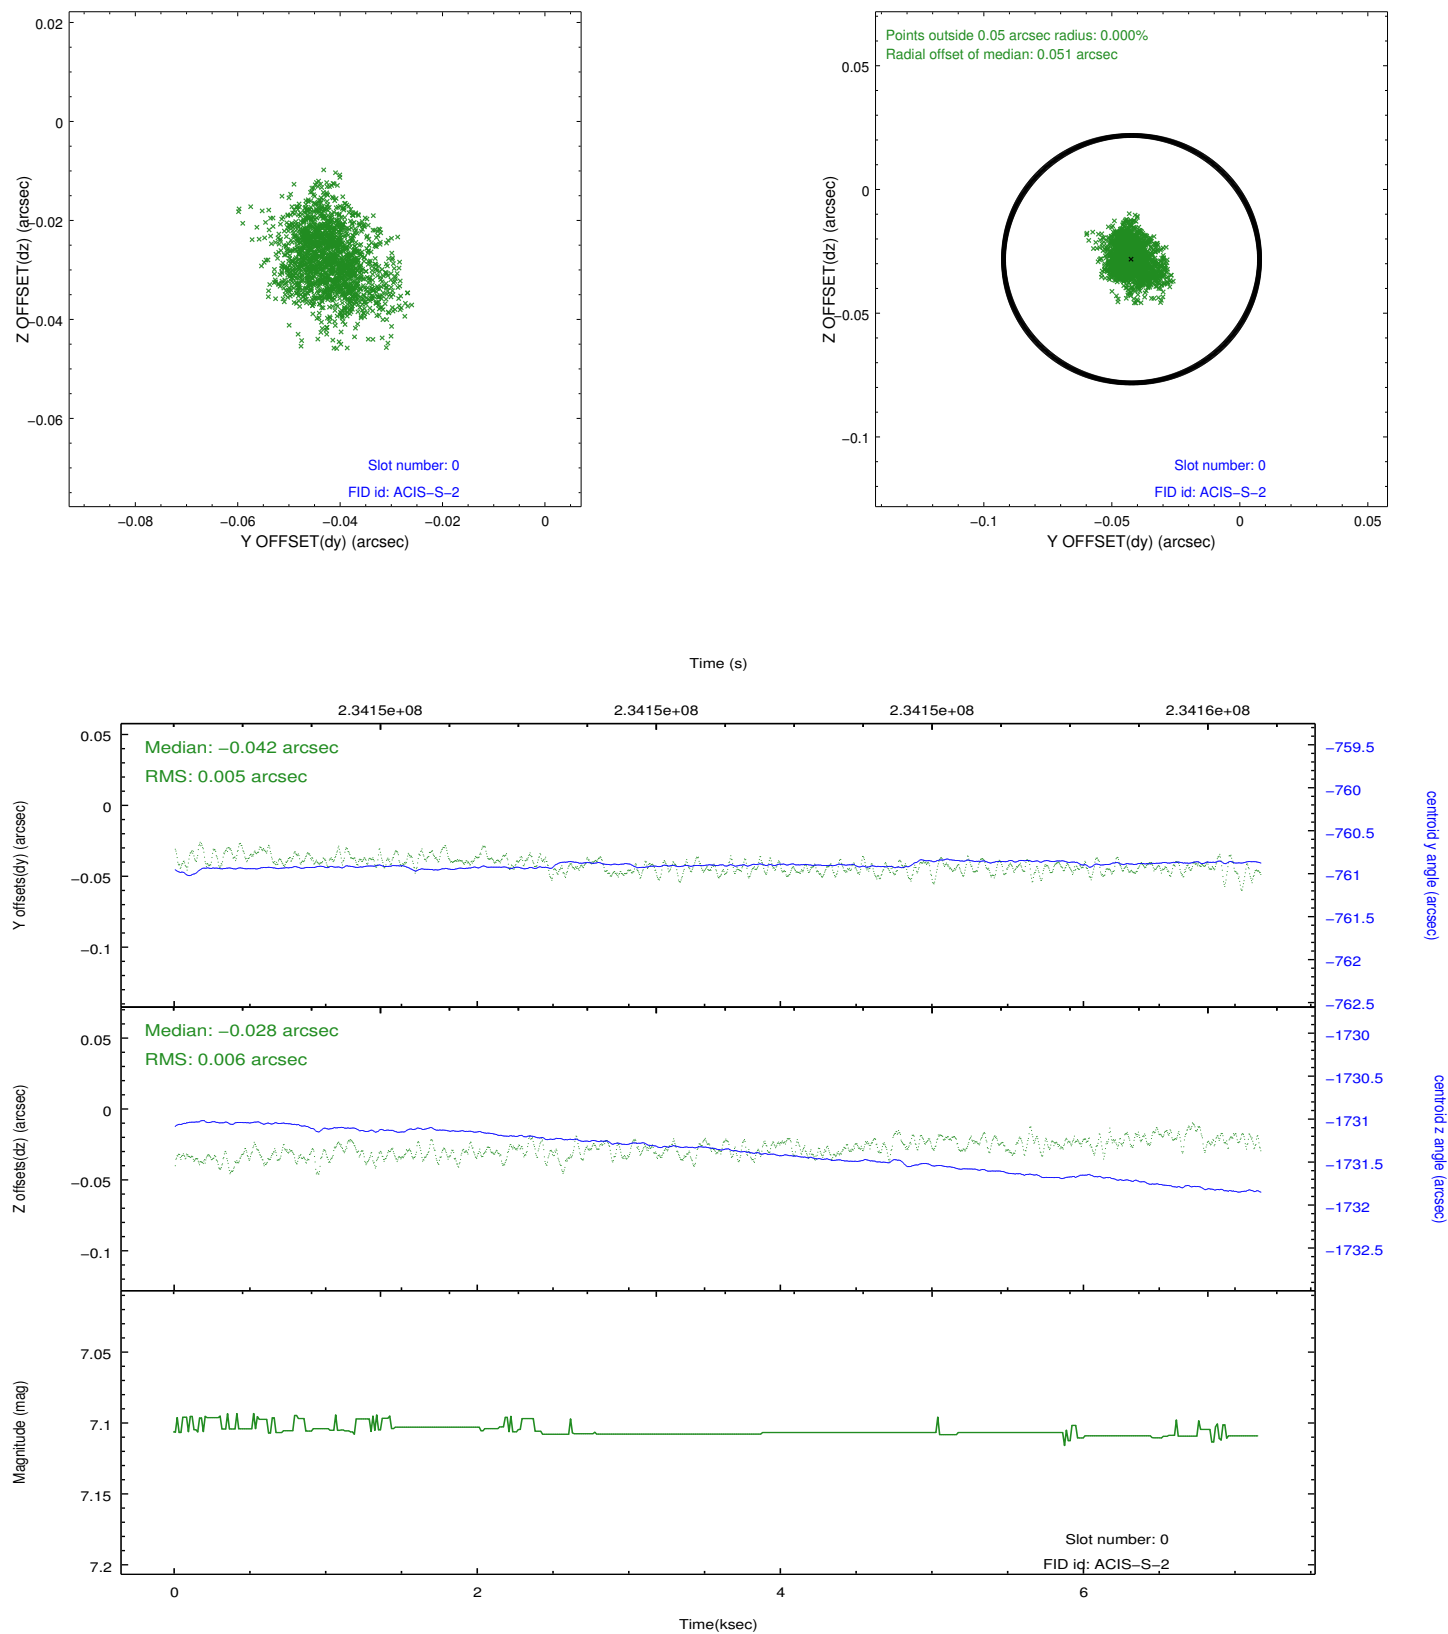 0.02
0
−0.02
−0.04
−0.06
Z OFFSET(dz) (arcsec)
Slot number: 0
FID id: ACIS−S−2
−0.08
−0.06
−0.04
−0.02
0
Y OFFSET(dy) (arcsec)
Points outside 0.05 arcsec radius: 0.000%
Radial offset of median: 0.051 arcsec
0.05
0
−0.05
−0.1
Z OFFSET(dz) (arcsec)
Slot number: 0
FID id: ACIS−S−2
−0.1
−0.05
0
0.05
Y OFFSET(dy) (arcsec)
Time (s)
2.3415e+08
2.3415e+08
2.3415e+08
2.3416e+08
Median: −0.042 arcsec
RMS: 0.005 arcsec
0.05
0
−0.05
−0.1
Y offsets(dy) (arcsec)
−759.5
−760
−760.5
−761
−761.5
−762
−762.5
centroid y angle (arcsec)
Median: −0.028 arcsec
RMS: 0.006 arcsec
0.05
0
−0.05
−0.1
Z offsets(dz) (arcsec)
−1730
−1730.5
−1731
−1731.5
−1732
−1732.5
centroid z angle (arcsec)
7.05
7.1
7.15
7.2
Magnitude (mag)
Slot number: 0
FID id: ACIS−S−2
0
2
4
6
Time(ksec)